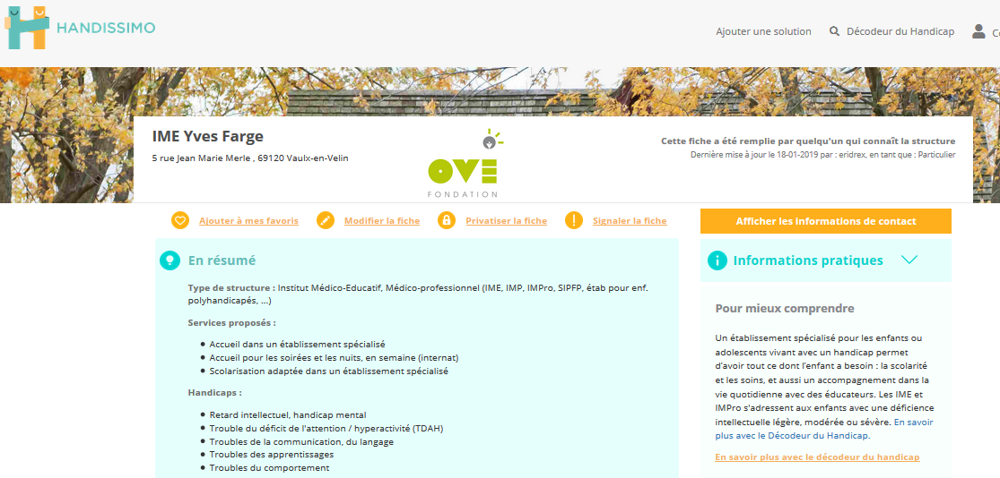 HANDISSIMO
Ajouter une solution
Décodeur du Handicap
IME Yves Farge
5 rue Jean Marie Merle , 69120 Vaulx-en-Velin
OVE
FONDATION
Cette fiche a été remplie par quelqu'un qui connaît la structure
Dernière mise à jour le 18-01-2019 par : eridrex, en tant que : Particulier
Ajouter à mes favoris
Modifier la fiche
Privatiser la fiche
Signaler la fiche
Afficher les informations de contact
En résumé
Type de structure : Institut Médico-Educatif, Médico-professionnel (IME, IMP, IMPro, SIPFP, étab pour enf.
polyhandicapés, ...)
Services proposés :
Accueil dans un établissement spécialisé
Accueil pour les soirées et les nuits, en semaine (internat)
Scolarisation adaptée dans un établissement spécialisé
Handicaps :
Retard intellectuel, handicap mental
Trouble du déficit de l'attention / hyperactivité (TDAH)
Troubles de la communication, du langage
Troubles des apprentissages
Troubles du comportement
Informations pratiques
Pour mieux comprendre
Un établissement spécialisé pour les enfants ou
adolescents vivant avec un handicap permet
d'avoir tout ce dont l'enfant a besoin : la scolarité
et les soins, et aussi un accompagnement dans la
vie quotidienne avec des éducateurs. Les IME et
IMPro s'adressent aux enfants avec une déficience
intellectuelle légère, modérée ou sévère. En savoir
plus avec le Décodeur du Handicap.
En savoir plus avec le décodeur du handicap